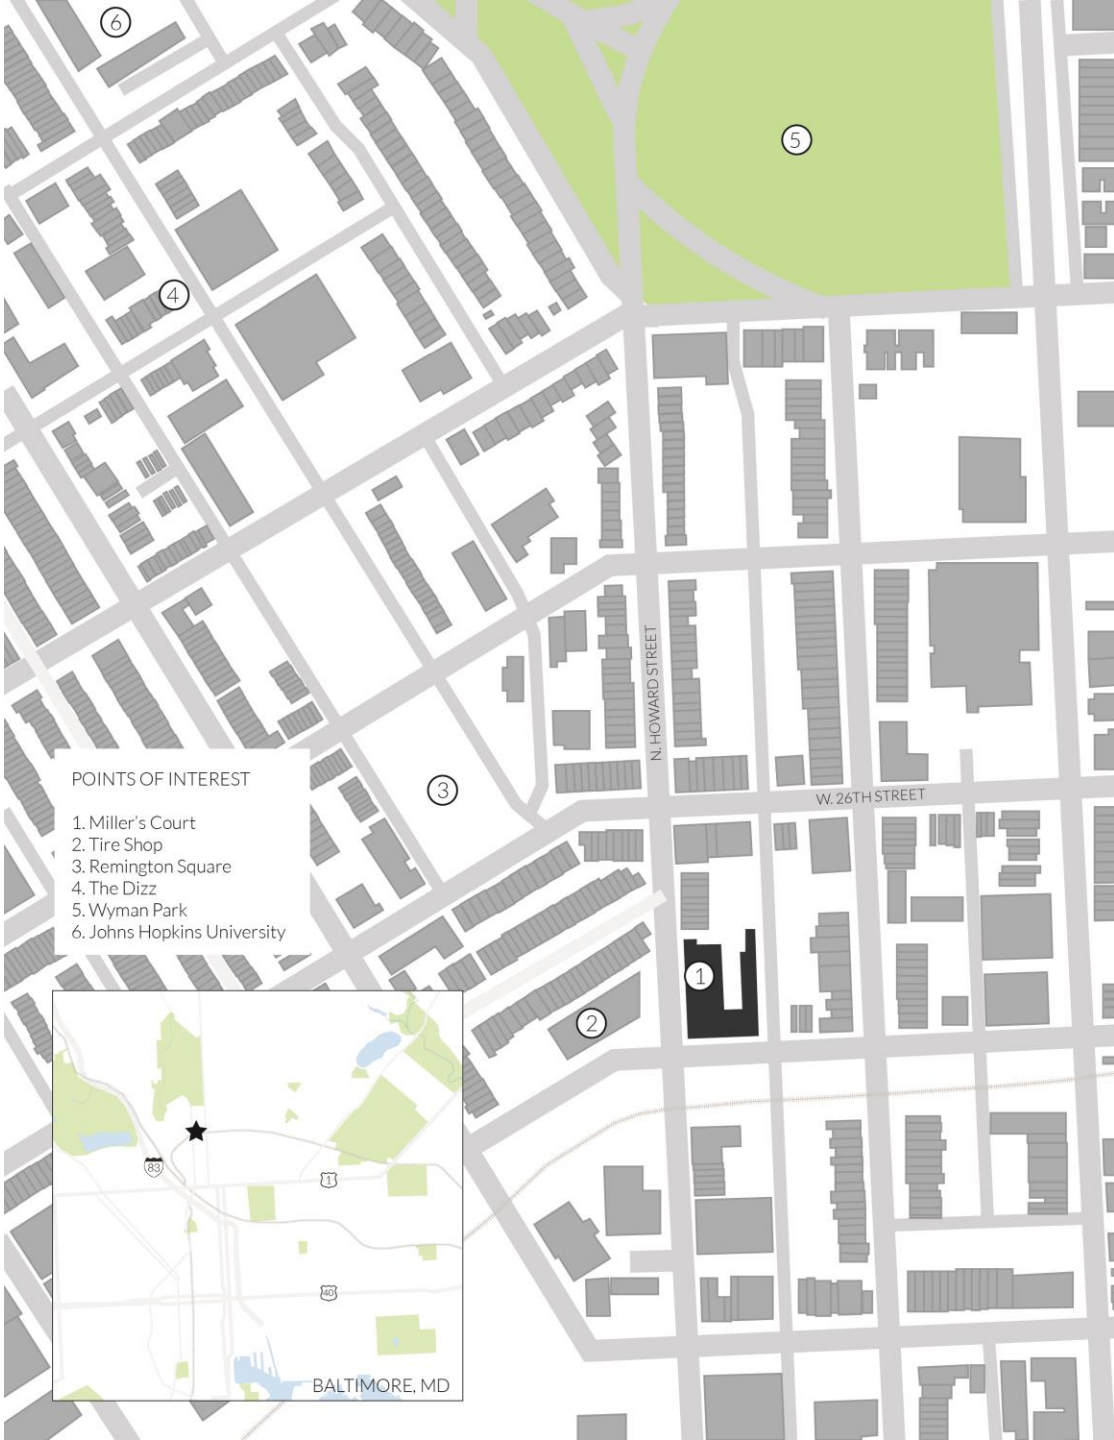 6
5
4
N. HOWARD STREET
3
W. 26TH STREET
POINTS OF INTEREST
1. Miller's Court
2. Tire Shop
3. Remington Square
4. The Dizz
5. Wyman Park
6. Johns Hopkins University
1
2
83
1
40
BALTIMORE, MD